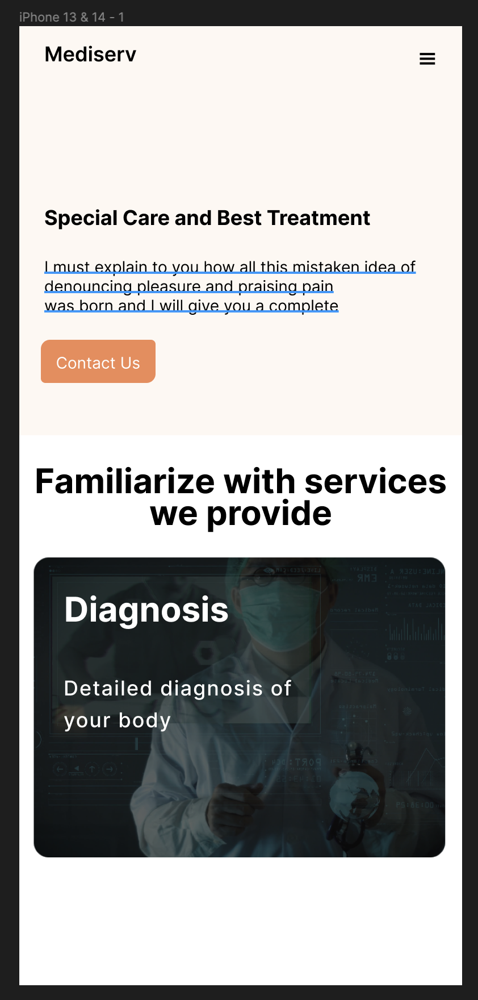 iPhone 13 & 14 - 1
Mediserv
Special Care and Best Treatment
I must explain to you how all this mistaken idea of
denouncing pleasure and praising pain
was born and I will give you a complete
Contact Us
Familiarize with services
we provide
Diagnosis
Detailed diagnosis of
your body
EMR
PORT: